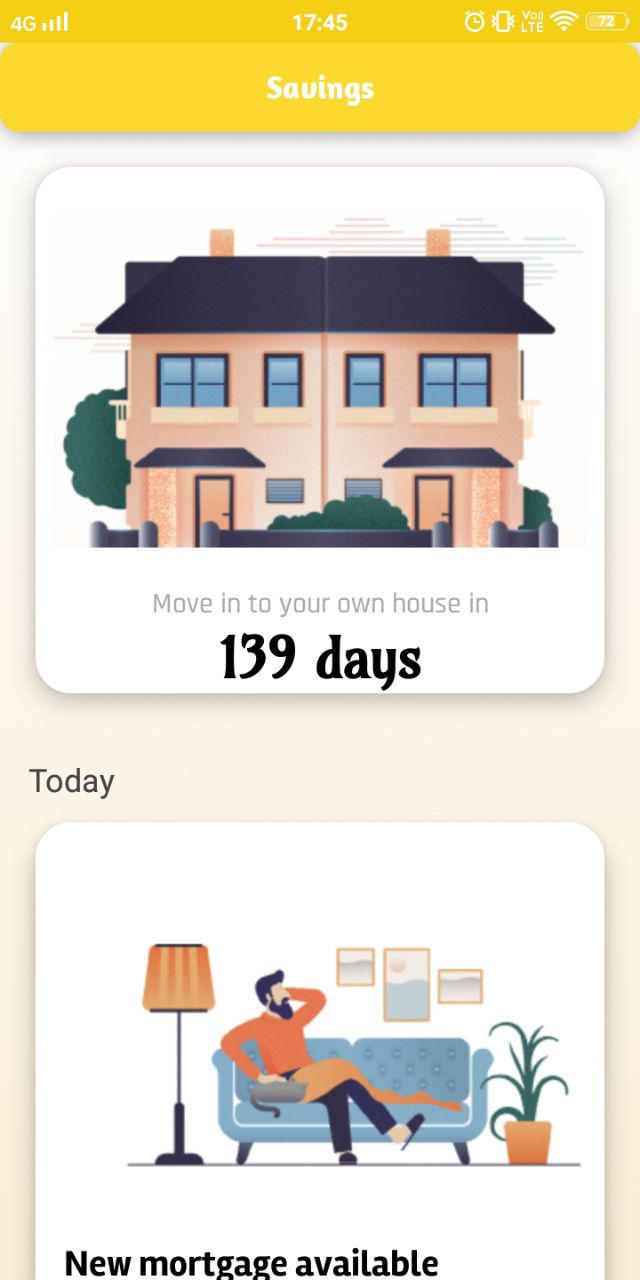 4G 17:45 Vo)) LTE 72
Savings
Move in to your own house in
139 days
Today
New mortgage available